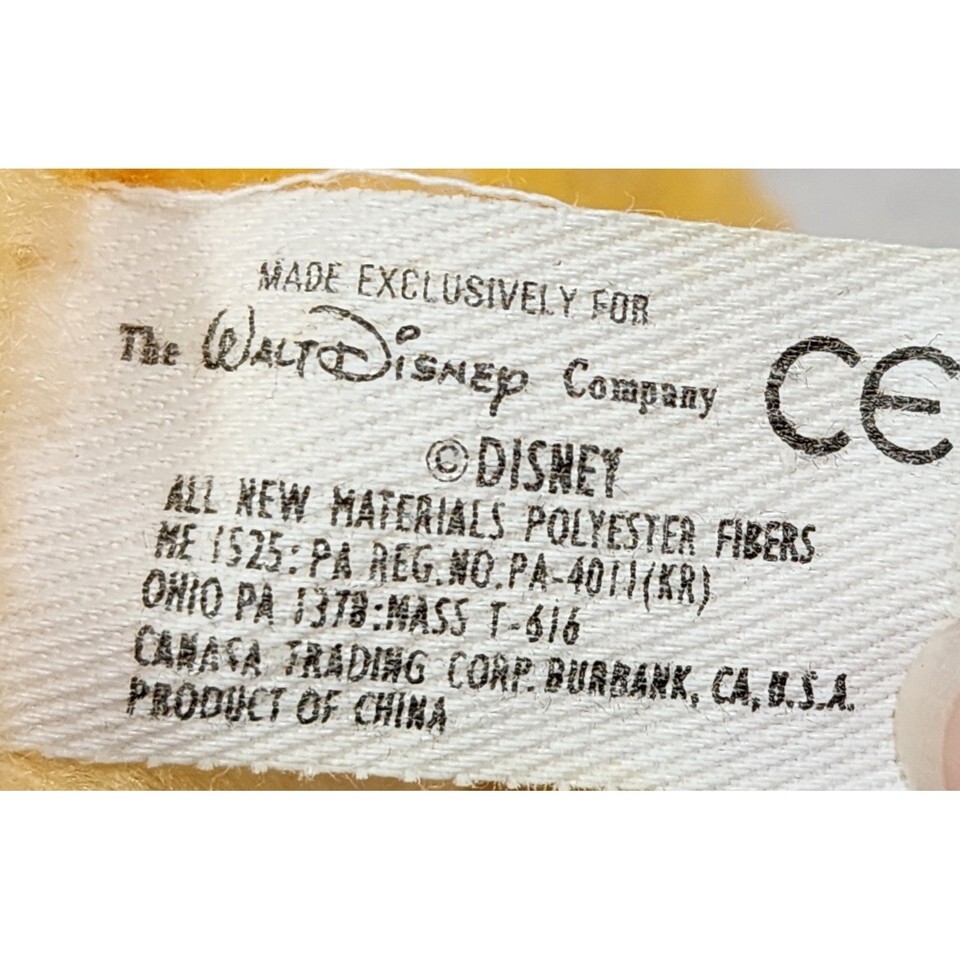 MADE EXCLUSIVELY FOR
The WALT DISNEY Company
CE
© DISNEY
ALL NEW MATERIALS POLYESTER FIBERS
ME 1525:PA REG.NO.PA-4011(KR)
OHIO PA 1378:MASS T-616
CANASA TRADING CORP. BURBANK, CA, U.S.A.
PRODUCT OF CHINA